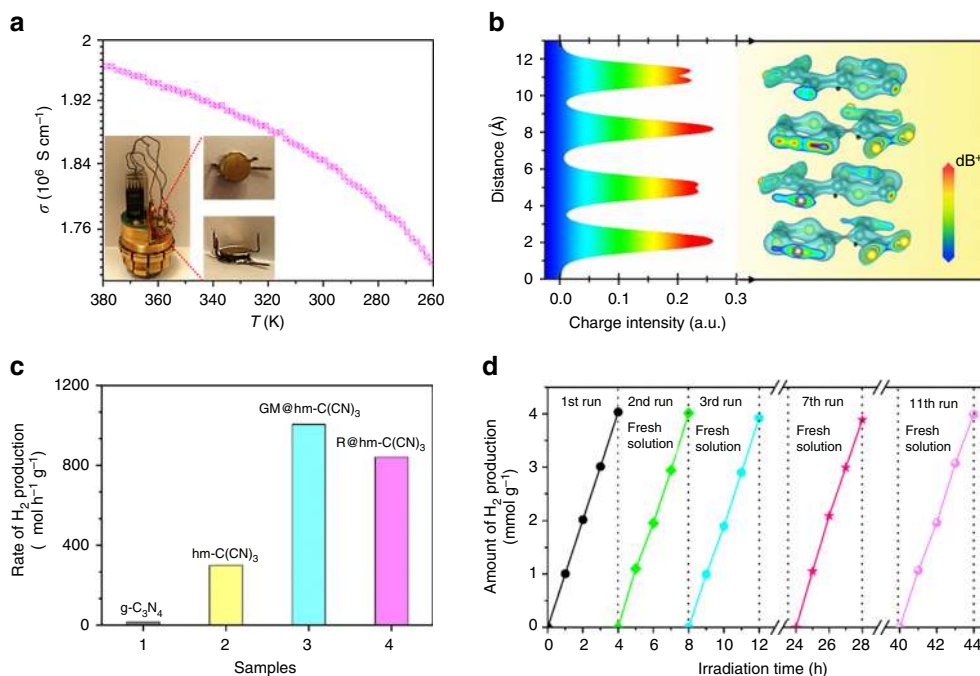 a
2
1.92
1.84
1.76
σ (10⁶ S cm⁻¹)
380 360 340 320 300 280 260
T (K)
b
12
10
8
6
4
2
0
Distance (Å)
0.0 0.1 0.2 0.3
Charge intensity (a.u.)
dB⁺
c
1200
900
600
300
0
Rate of H₂ production
( mol h⁻¹ g⁻¹)
g-C₃N₄
hm-C(CN)₃
GM@hm-C(CN)₃
R@hm-C(CN)₃
1 2 3 4
Samples
d
5
4
3
2
1
0
Amount of H₂ production
(mmol g⁻¹)
1st run 2nd run 3rd run 7th run 11th run
Fresh solution Fresh solution Fresh solution Fresh solution
0 2 4 6 8 10 12 24 26 28 40 42 44
Irradiation time (h)